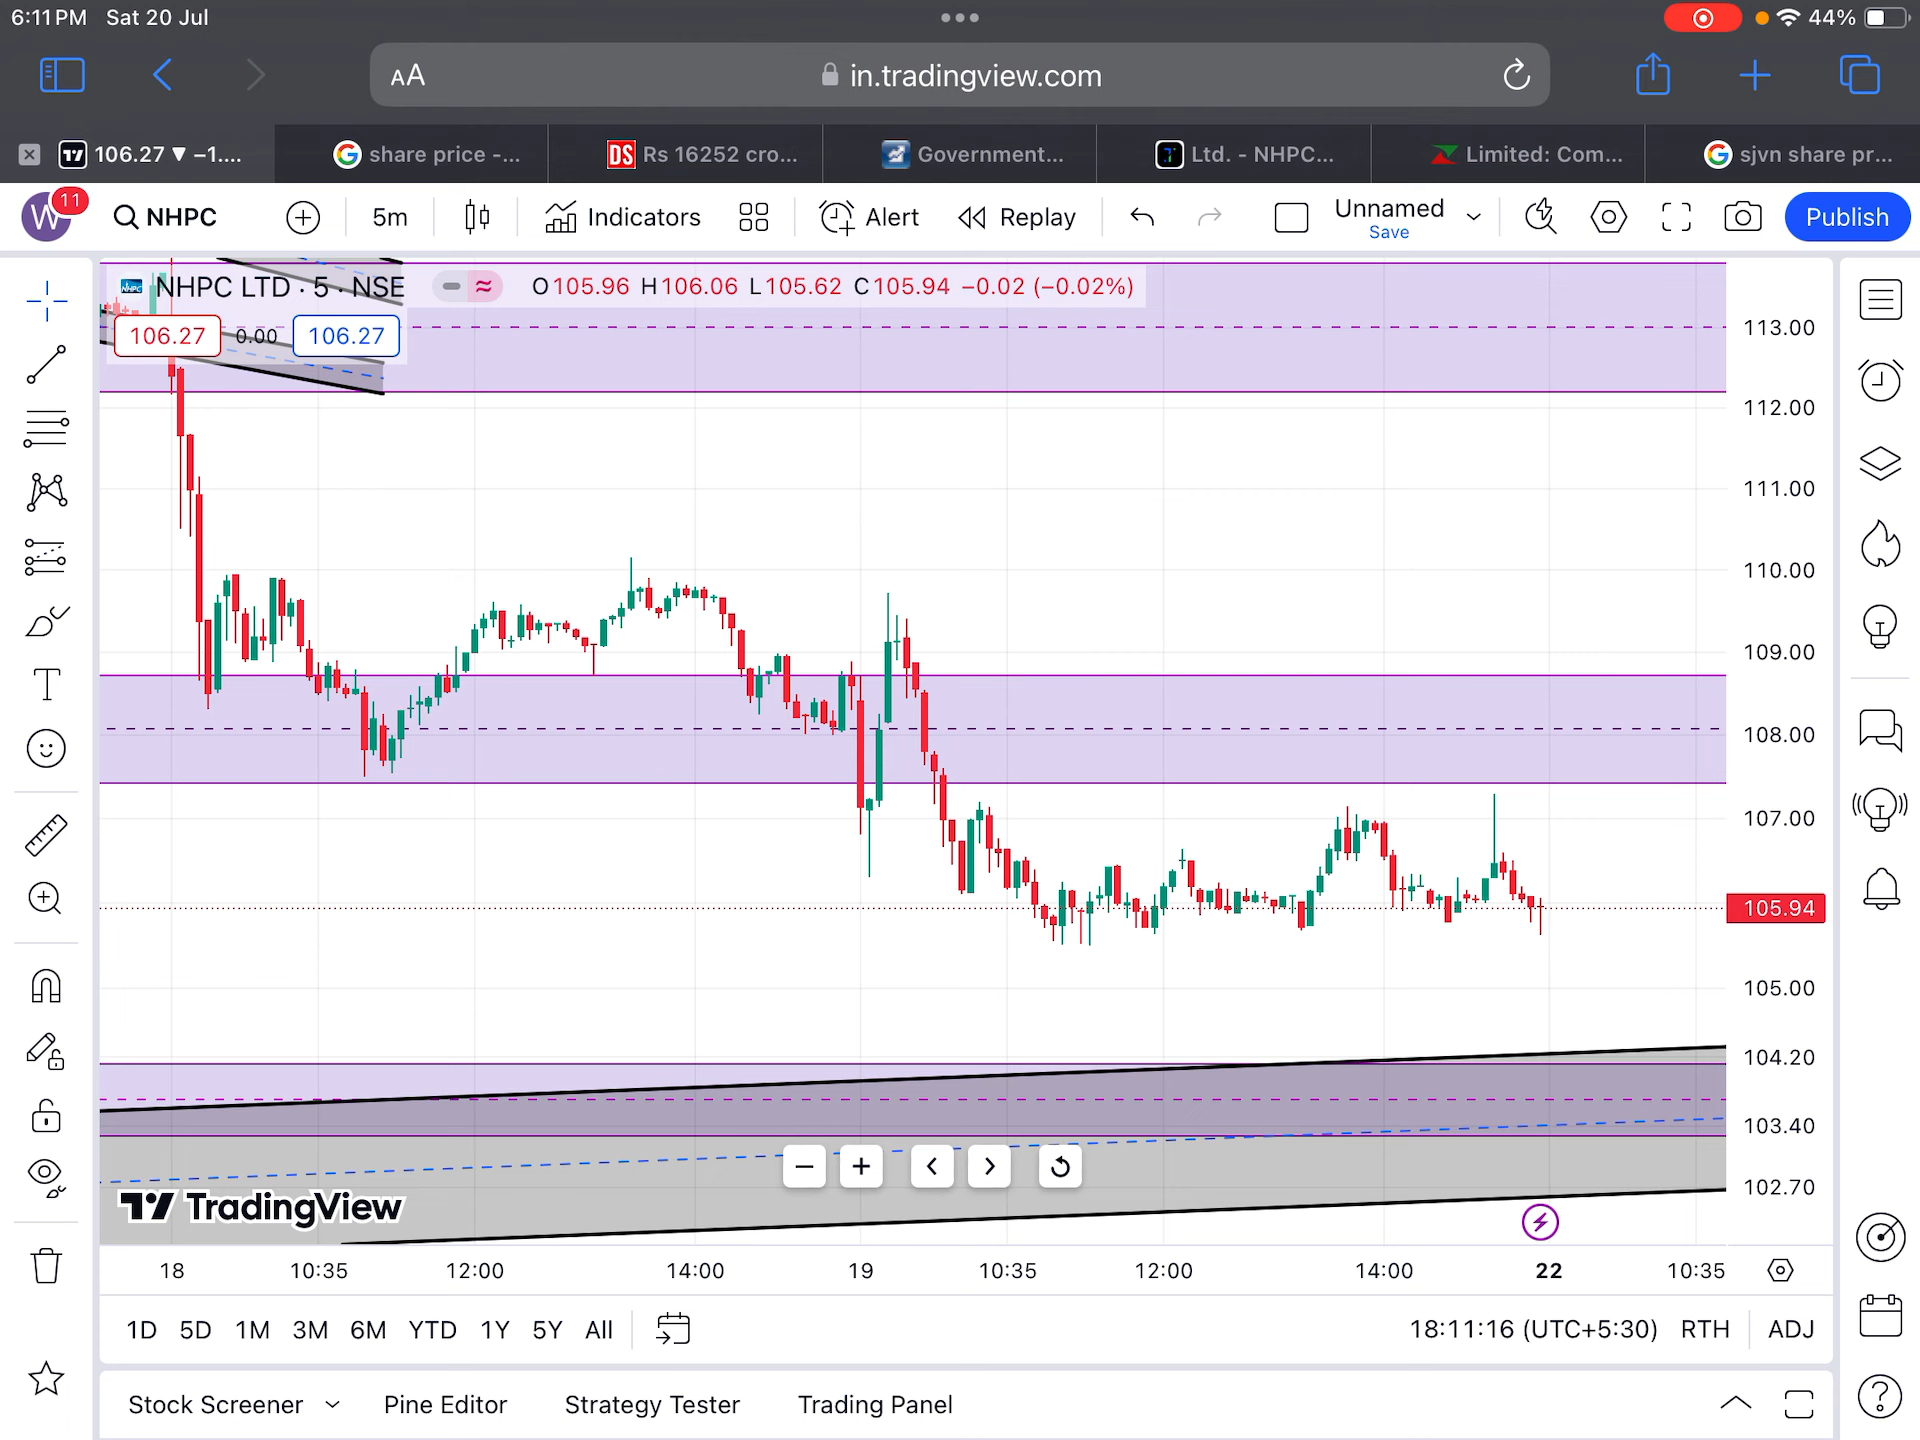 6:11 PM Sat 20 Jul
44%
AA in.tradingview.com
106.27 ▼ −1....
share price -...
DS Rs 16252 cro...
Government...
Ltd. - NHPC...
Limited: Com...
sjvn share pr...
W 11 NHPC 5m Indicators Alert Replay Unnamed Publish
Save
NHPC LTD · 5 · NSE O105.96 H106.06 L105.62 C105.94 −0.02 (−0.02%)
106.27 0.00 106.27
113.00
112.00
111.00
110.00
109.00
108.00
107.00
105.94
105.00
104.20
103.40
102.70
TradingView
18 10:35 12:00 14:00 19 10:35 12:00 14:00 22 10:35
1D 5D 1M 3M 6M YTD 1Y 5Y All 18:11:16 (UTC+5:30) RTH ADJ
Stock Screener Pine Editor Strategy Tester Trading Panel